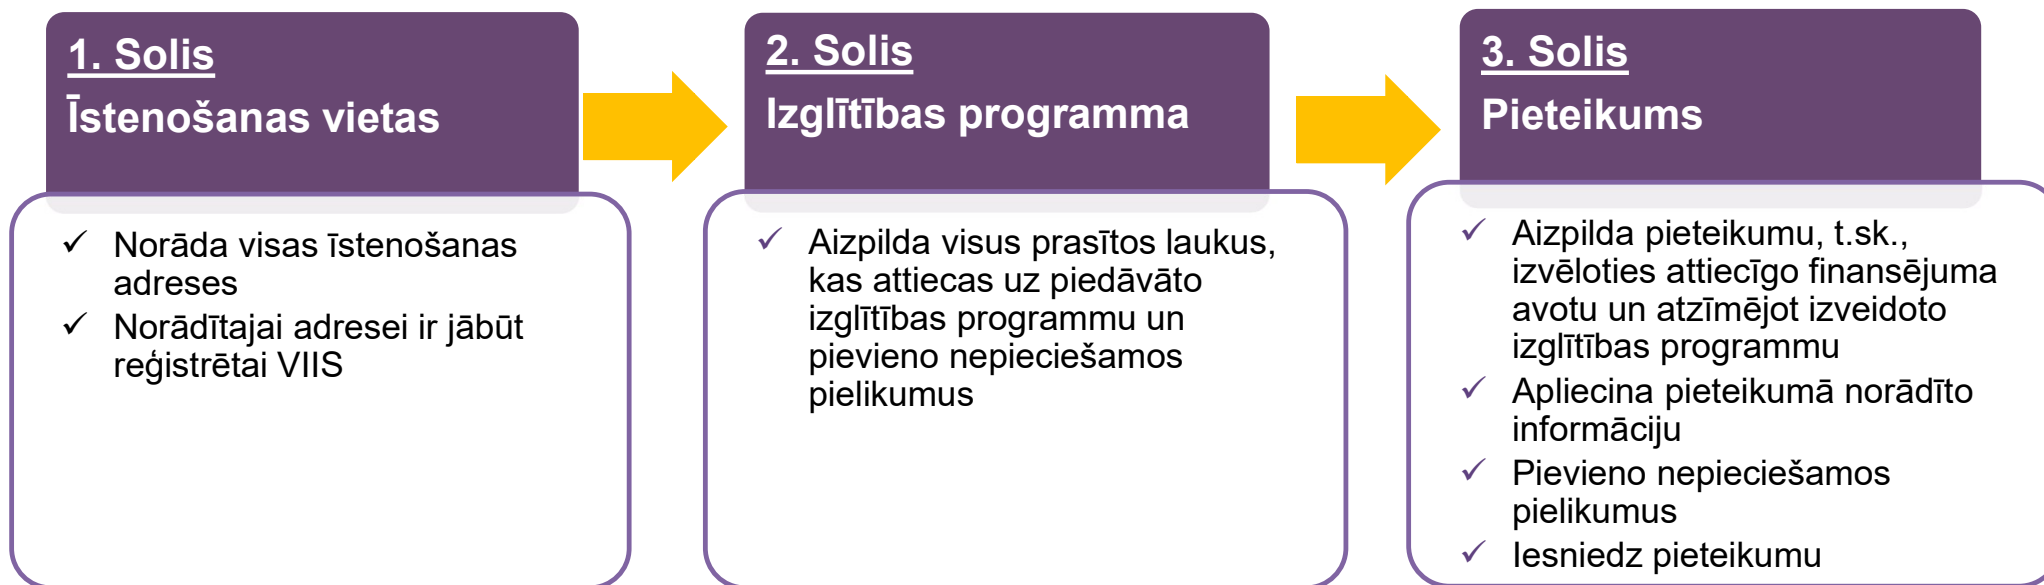 1. Solis
Īstenošanas vietas
✓ Norāda visas īstenošanas
adreses
✓ Norādītajai adresei ir jābūt
reģistrētai VIIS
2. Solis
Izglītības programma
✓ Aizpilda visus prasītos laukus,
kas attiecas uz piedāvāto
izglītības programmu un
pievieno nepieciešamos
pielikumus
3. Solis
Pieteikums
✓ Aizpilda pieteikumu, t.sk.,
izvēloties attiecīgo finansējuma
avotu un atzīmējot izveidoto
izglītības programmu
✓ Apliecina pieteikumā norādīto
informāciju
✓ Pievieno nepieciešamos
pielikumus
✓ Iesniedz pieteikumu